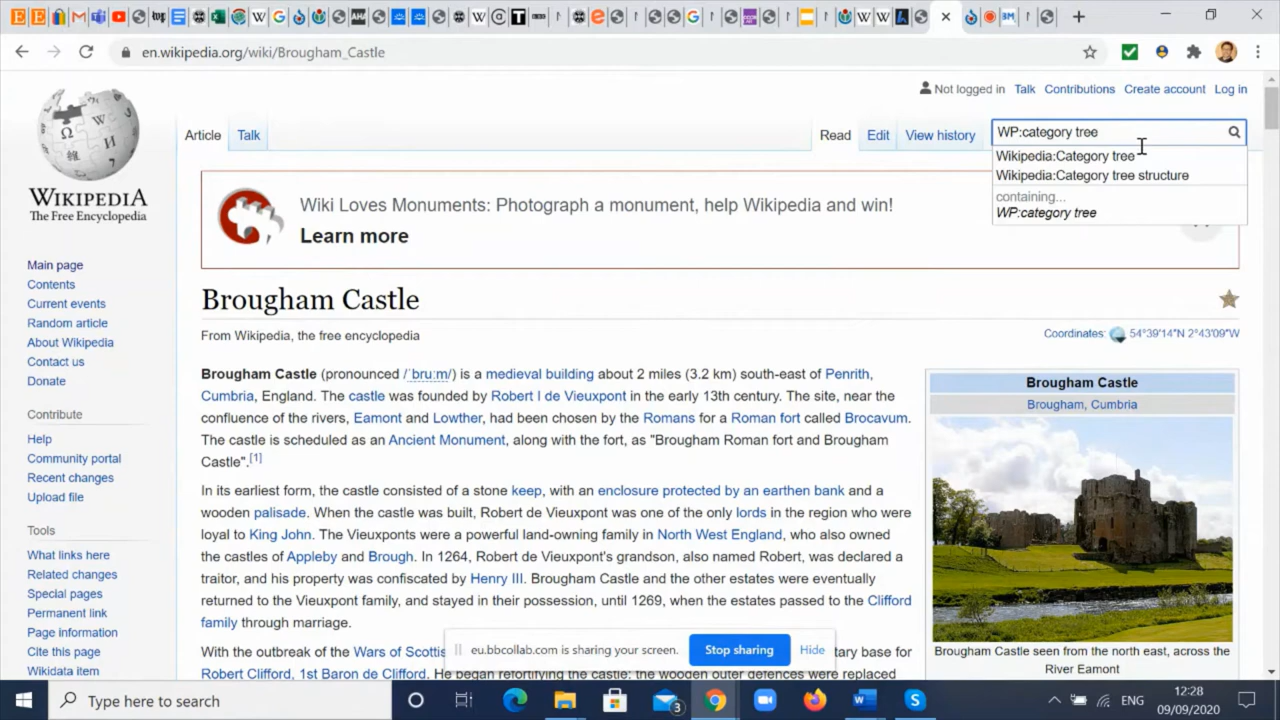 en.wikipedia.org/wiki/Brougham_Castle
Not logged in Talk Contributions Create account Log in
Article Talk Read Edit View history
WP:category tree
Wikipedia:Category tree
Wikipedia:Category tree structure
containing...
WP:category tree
WIKIPEDIA
The Free Encyclopedia
Main page
Contents
Current events
Random article
About Wikipedia
Contact us
Donate
Contribute
Help
Community portal
Recent changes
Upload file
Tools
What links here
Related changes
Special pages
Permanent link
Page information
Cite this page
Wikidata item
Wiki Loves Monuments: Photograph a monument, help Wikipedia and win!
Learn more
Brougham Castle
From Wikipedia, the free encyclopedia
Coordinates: 54°39′14″N 2°43′09″W
Brougham Castle (pronounced /ˈbruːm/) is a medieval building about 2 miles (3.2 km) south-east of Penrith,
Cumbria, England. The castle was founded by Robert I de Vieuxpont in the early 13th century. The site, near the
confluence of the rivers, Eamont and Lowther, had been chosen by the Romans for a Roman fort called Brocavum.
The castle is scheduled as an Ancient Monument, along with the fort, as "Brougham Roman fort and Brougham
Castle".[1]
In its earliest form, the castle consisted of a stone keep, with an enclosure protected by an earthen bank and a
wooden palisade. When the castle was built, Robert de Vieuxpont was one of the only lords in the region who were
loyal to King John. The Vieuxponts were a powerful land-owning family in North West England, who also owned
the castles of Appleby and Brough. In 1264, Robert de Vieuxpont's grandson, also named Robert, was declared a
traitor, and his property was confiscated by Henry III. Brougham Castle and the other estates were eventually
returned to the Vieuxpont family, and stayed in their possession, until 1269, when the estates passed to the Clifford
family through marriage.
With the outbreak of the Wars of Scottis tary base for
Robert Clifford, 1st Baron de Clifford. He began refortifying the castle: the wooden outer defences were replaced
Brougham Castle
Brougham, Cumbria
Brougham Castle seen from the north east, across the
River Eamont
eu.bbcollab.com is sharing your screen. Stop sharing Hide
Type here to search
3
ENG
12:28
09/09/2020